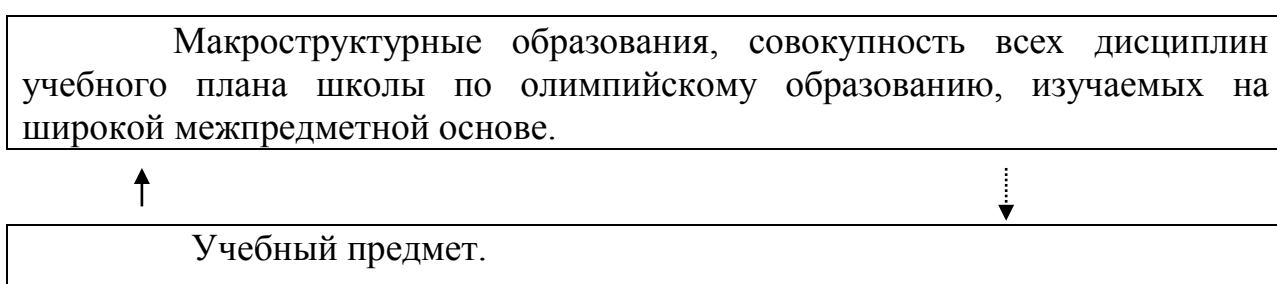 Макроструктурные образования, совокупность всех дисциплин
учебного плана школы по олимпийскому образованию, изучаемых на
широкой межпредметной основе.
Учебный предмет.